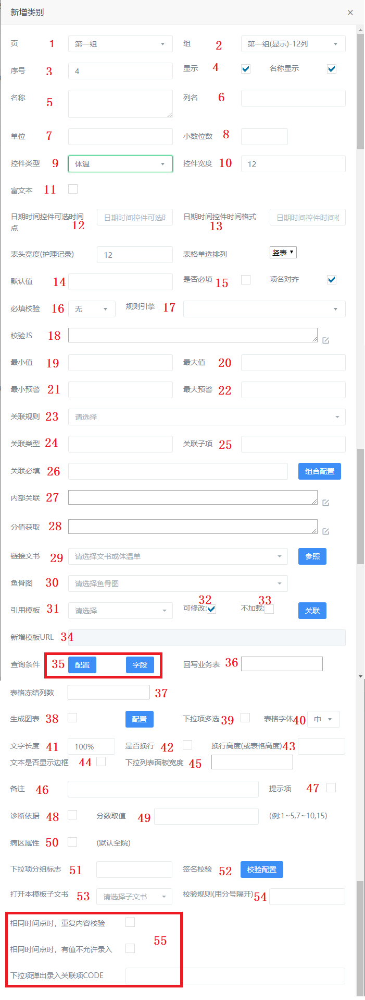 新增类别 ×
页 1 第一组 组 2 第一组(显示)-12列
序号 3 4 显示 4 名称显示
名称 5 列名 6
单位 7 小数位数 8
控件类型 9 体温 控件宽度 10 12
富文本 11
日期时间控件可选时间点 12 日期时间控件可选时 日期时间控件时间格式 13 日期时间控件时间格
表头宽度(护理记录) 12 表格单选排列 竖表
默认值 14 是否必填 15 项名对齐
必填校验 16 无 规则引擎 17
校验JS 18
最小值 19 最大值 20
最小预警 21 最大预警 22
关联规则 23 请选择
关联类型 24 关联子项 25
关联必填 26 组合配置
内部关联 27
分值获取 28
链接文书 29 请选择文书或体温单 参照
鱼骨图 30 请选择鱼骨图
引用模板 31 请选择 可修改: 32 不加载: 33 关联
新增模板URL 34
查询条件 35 配置 字段 回写业务表 36
表格冻结列数 37
生成图表 38 配置 下拉项多选 39 表格字体 40 中
文字长度 41 100% 是否换行 42 换行高度(或表格高度) 43
文本是否显示边框 44 下拉列表面板宽度 45
备注 46 提示项 47
诊断依据 48 分数取值 49 (例:1~5,7~10,15)
病区属性 50 (默认全院)
下拉项分组标志 51 签名校验 52 校验配置
打开本模板子文书 53 请选择子文书 校验规则(用分号隔开) 54
相同时间点时，重复内容校验 55
相同时间点时，有值不允许录入
下拉项弹出录入关联项CODE